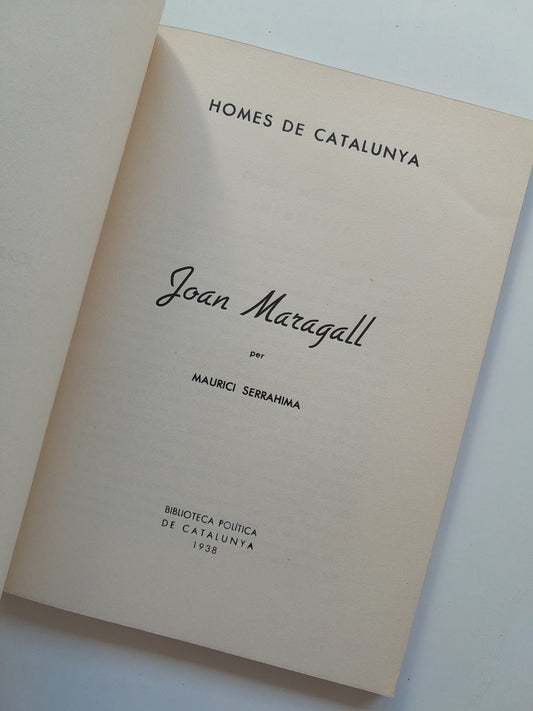 HOMES DE CATALUNYA
Joan Maragall
per
MAURICI SERRAHIMA
BIBLIOTECA POLÍTICA
DE CATALUNYA
1938